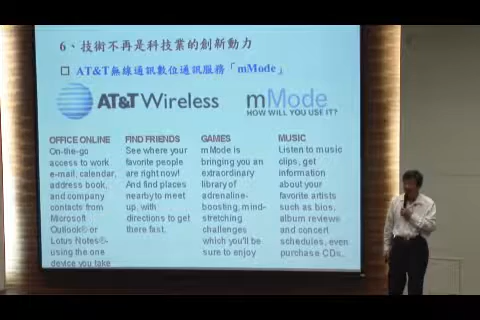 6、技術不再是科技業的創新動力
□ AT&T無線通訊數位通訊服務「mMode」
AT&T Wireless
mMode
HOW WILL YOU USE IT?
OFFICE ONLINE
On-the-go
access to work
e-mail, calendar,
address book,
and company
contacts from
Microsoft
Outlook® or
Lotus Notes®-
using the one
device you take
FIND FRIENDS
See where your
favorite people
are right now!
And find places
nearby to meet
up, with
directions to get
there fast.
GAMES
mMode is
bringing you an
extraordinary
library of
adrenaline-
boosting, mind-
stretching
challenges
which you'll be
sure to enjoy
MUSIC
Listen to music
clips, get
information
about your
favorite artists
such as bios,
album reviews
and concert
schedules, even
purchase CDs.